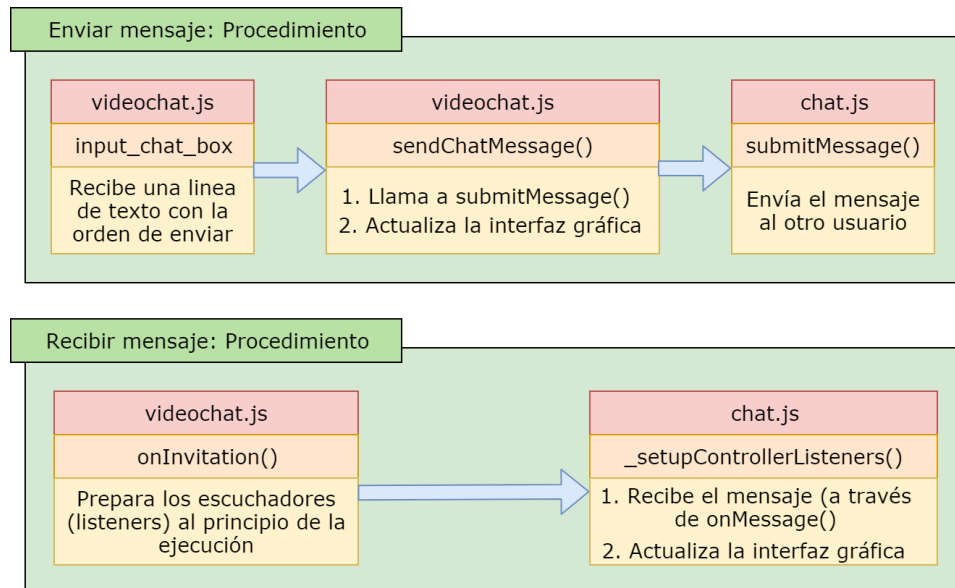 Enviar mensaje: Procedimiento
videochat.js
input_chat_box
Recibe una linea
de texto con la
orden de enviar
videochat.js
sendChatMessage()
1. Llama a submitMessage()
2. Actualiza la interfaz gráfica
chat.js
submitMessage()
Envía el mensaje
al otro usuario
Recibir mensaje: Procedimiento
videochat.js
onInvitation()
Prepara los escuchadores
(listeners) al principio de la
ejecución
chat.js
_setupControllerListeners()
1. Recibe el mensaje (a través
de onMessage()
2. Actualiza la interfaz gráfica